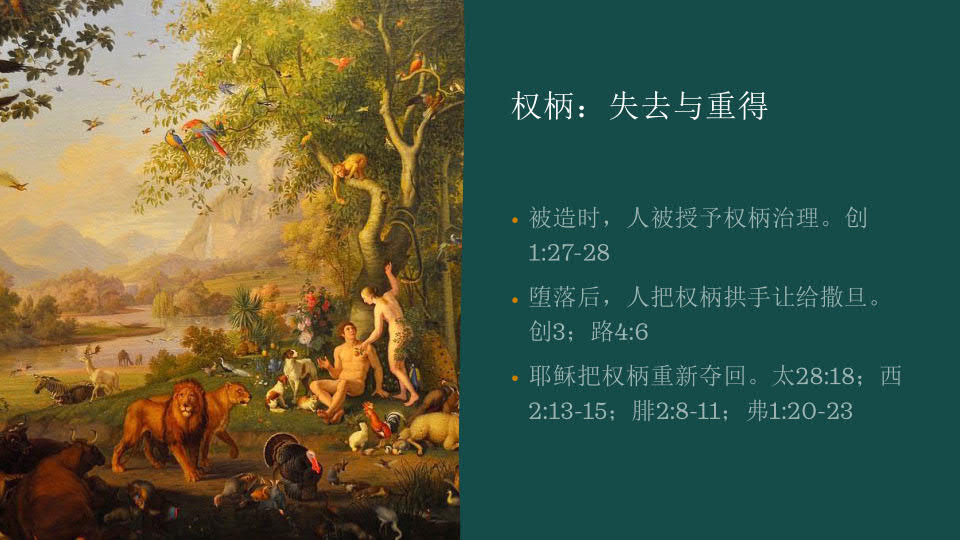 权柄：失去与重得
• 被造时，人被授予权柄治理。创
1:27-28
• 堕落后，人把权柄拱手让给撒旦。
创3；路4:6
• 耶稣把权柄重新夺回。太28:18；西
2:13-15；腓2:8-11；弗1:20-23